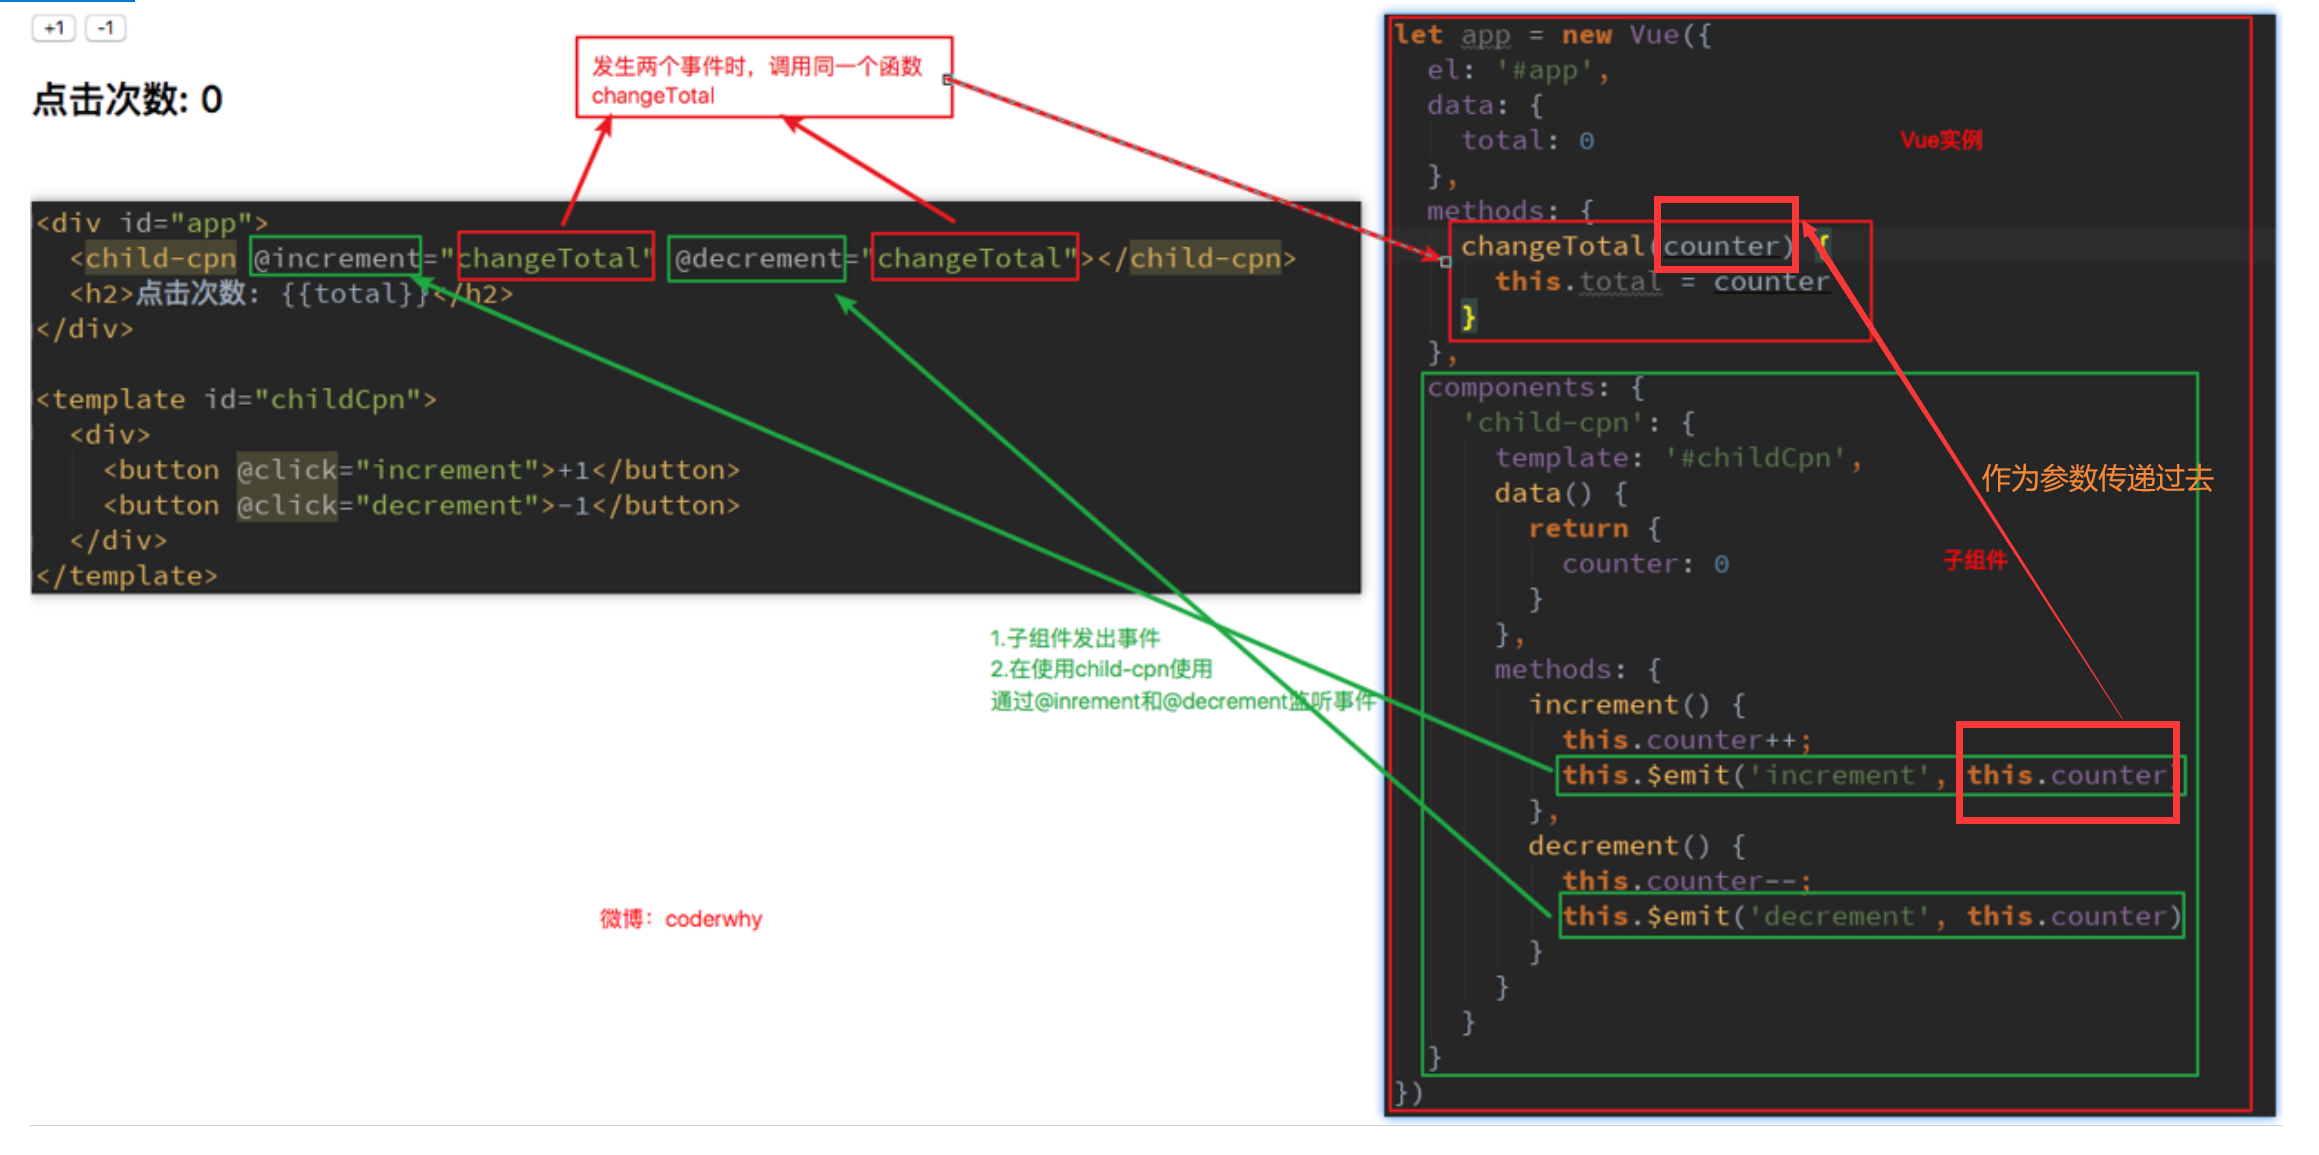 +1 -1
点击次数: 0
发生两个事件时，调用同一个函数
changeTotal
<div id="app">
<child-cpn @increment="changeTotal" @decrement="changeTotal"></child-cpn>
<h2>点击次数: {{total}}</h2>
</div>
<template id="childCpn">
<div>
<button @click="increment">+1</button>
<button @click="decrement">-1</button>
</div>
</template>
1.子组件发出事件
2.在使用child-cpn使用
通过@inrement和@decrement监听事件
微博：coderwhy
let app = new Vue({
el: '#app',
data: {
total: 0
},
Vue实例
methods: {
changeTotal(counter) {
this.total = counter
}
},
components: {
'child-cpn': {
template: '#childCpn',
data() {
return {
counter: 0
}
},
作为参数传递过去
子组件
methods: {
increment() {
this.counter++;
this.$emit('increment', this.counter)
},
decrement() {
this.counter--;
this.$emit('decrement', this.counter)
}
}
}
}
})